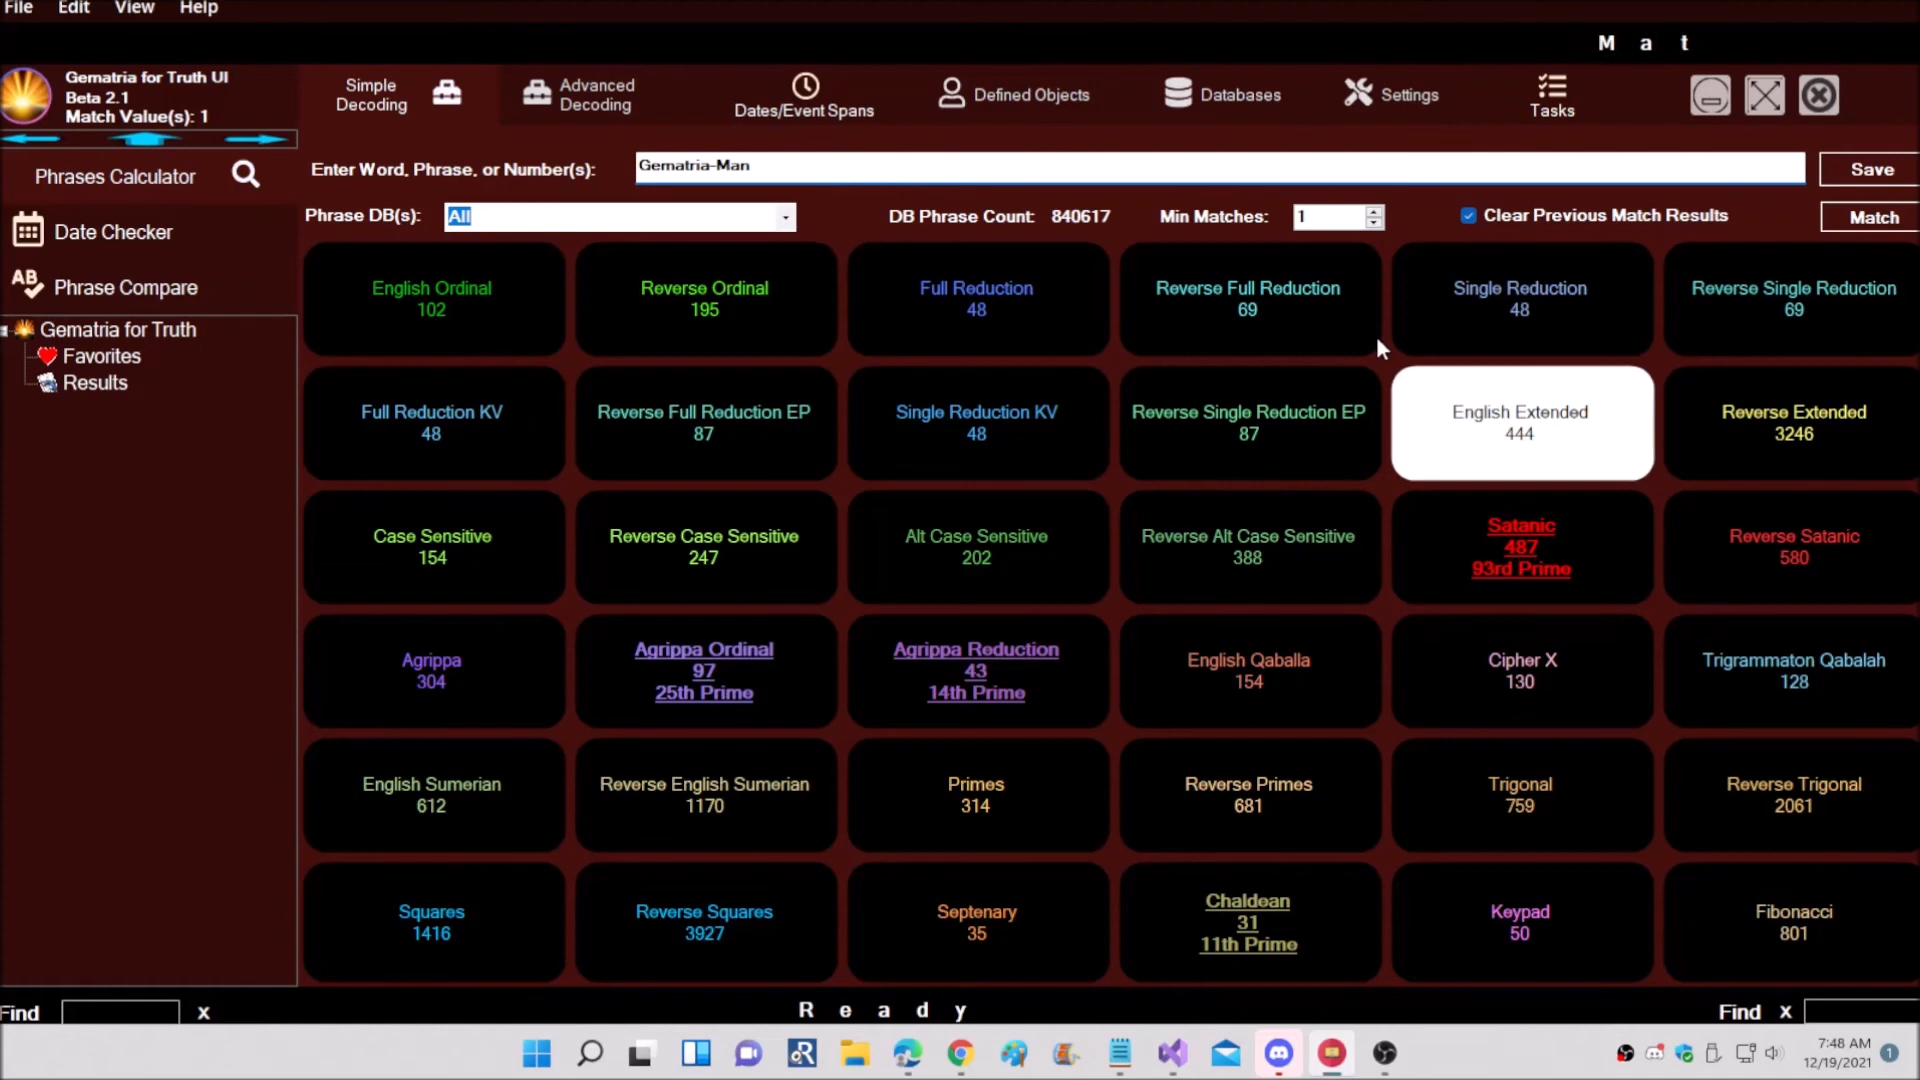 File Edit View Help
M a t
Gematria for Truth UI
Beta 2.1
Match Value(s): 1
Simple
Decoding
Advanced
Decoding
Dates/Event Spans
Defined Objects
Databases
Settings
Tasks
Phrases Calculator
Enter Word, Phrase, or Number(s): Gematria-Man Save
Phrase DB(s): All DB Phrase Count: 840617 Min Matches: 1 Clear Previous Match Results Match
Date Checker
AB Phrase Compare
Gematria for Truth
Favorites
Results
English Ordinal
102
Reverse Ordinal
195
Full Reduction
48
Reverse Full Reduction
69
Single Reduction
48
Reverse Single Reduction
69
Full Reduction KV
48
Reverse Full Reduction EP
87
Single Reduction KV
48
Reverse Single Reduction EP
87
English Extended
444
Reverse Extended
3246
Case Sensitive
154
Reverse Case Sensitive
247
Alt Case Sensitive
202
Reverse Alt Case Sensitive
388
Satanic
487
93rd Prime
Reverse Satanic
580
Agrippa
304
Agrippa Ordinal
97
25th Prime
Agrippa Reduction
43
14th Prime
English Qaballa
154
Cipher X
130
Trigrammaton Qabalah
128
English Sumerian
612
Reverse English Sumerian
1170
Primes
314
Reverse Primes
681
Trigonal
759
Reverse Trigonal
2061
Squares
1416
Reverse Squares
3927
Septenary
35
Chaldean
31
11th Prime
Keypad
50
Fibonacci
801
Find x R e a d y Find x
7:48 AM
12/19/2021
1